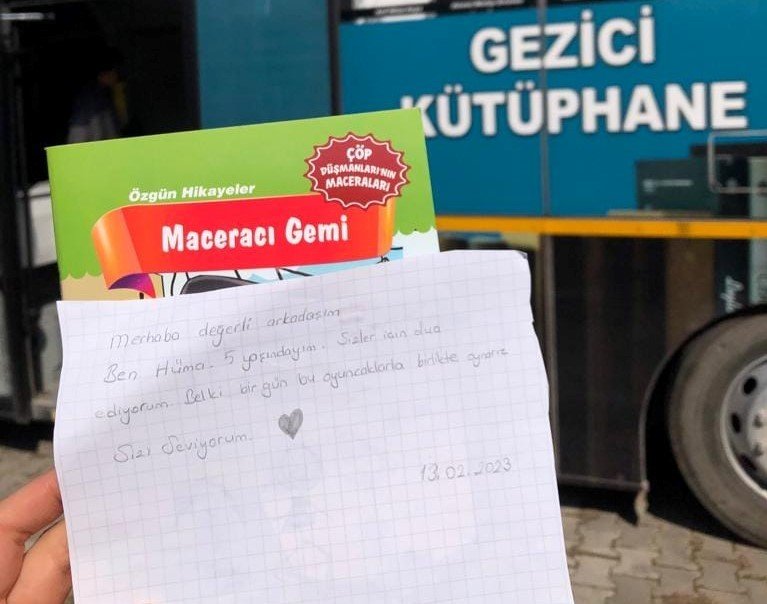 GEZİCİ
KÜTÜPHANE
ÇÖP
DÜŞMANLARI'NIN
MACERALARI
Özgün Hikayeler
Maceracı Gemi
Merhaba değerli arkadaşım
Ben Hüma. 5 yaşındayım. Sizler için dua
ediyorum. Belki bir gün bu oyuncaklarla birlikte
Sizi Seviyorum.
13.02.2023